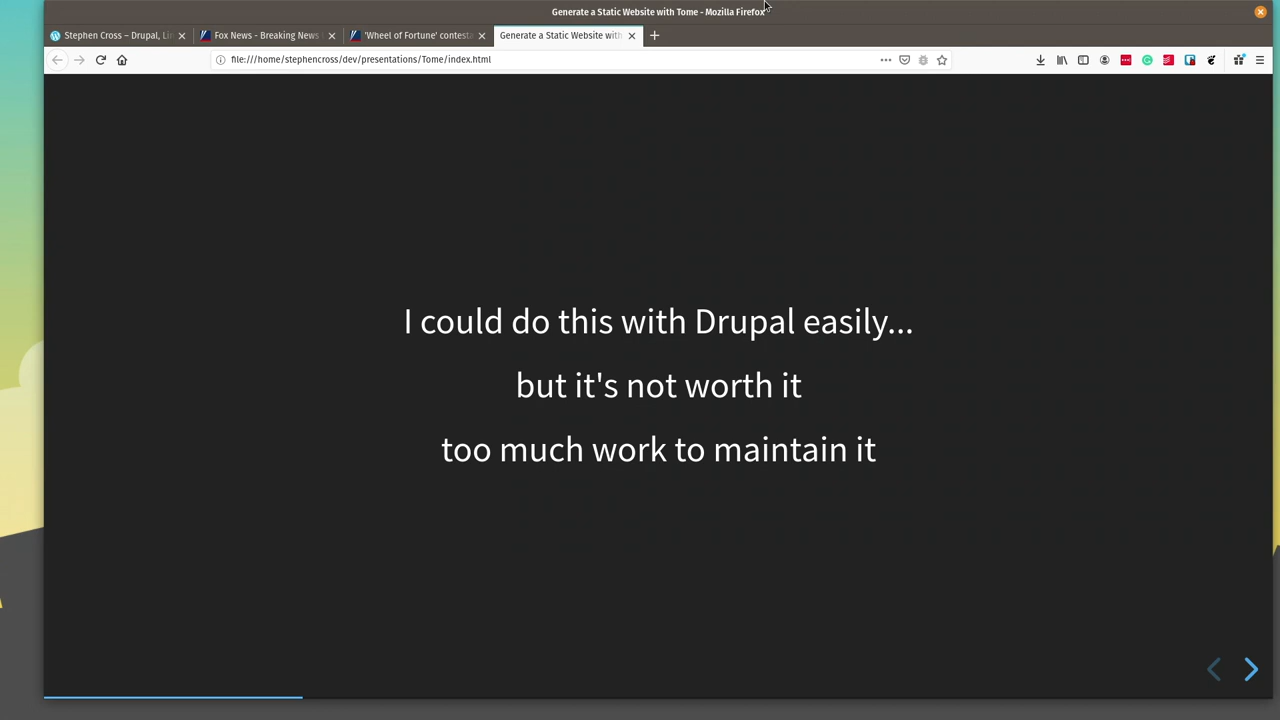 Generate a Static Website with Tome - Mozilla Firefox
Stephen Cross – Drupal, Li
Fox News - Breaking News
'Wheel of Fortune' contesta
Generate a Static Website with
file:///home/stephencross/dev/presentations/Tome/index.html
I could do this with Drupal easily...
but it's not worth it
too much work to maintain it